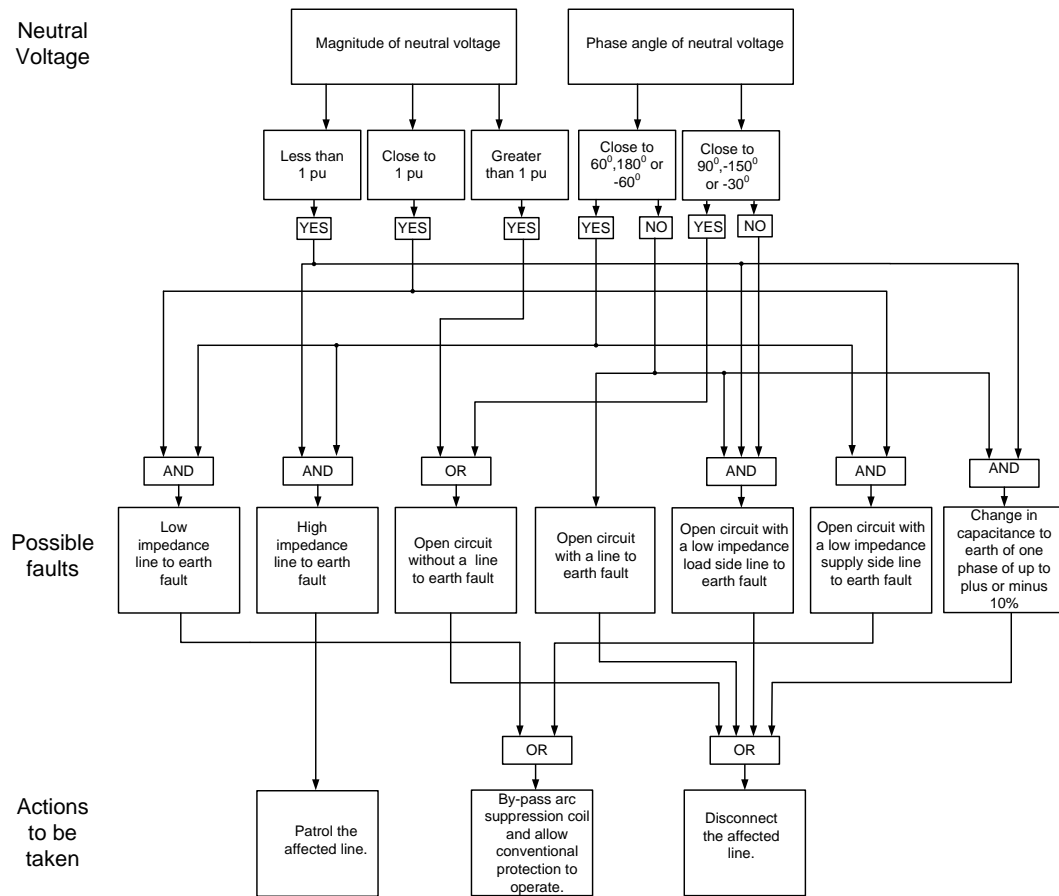 Neutral
Voltage
Magnitude of neutral voltage
Phase angle of neutral voltage
Less than
1 pu
Close to
1 pu
Greater
than 1 pu
Close to
60⁰,180⁰ or
-60⁰
Close to
90⁰,-150⁰
or -30⁰
YES
YES
YES
YES
NO
YES
NO
AND
AND
OR
AND
AND
AND
Possible
faults
Low
impedance
line to earth
fault
High
impedance
line to earth
fault
Open circuit
without a line
to earth fault
Open circuit
with a line to
earth fault
Open circuit with
a low impedance
load side line to
earth fault
Open circuit with
a low impedance
supply side line
to earth fault
Change in
capacitance to
earth of one
phase of up to
plus or minus
10%
OR
OR
Actions
to be
taken
Patrol the
affected line.
By-pass arc
suppression coil
and allow
conventional
protection to
operate.
Disconnect
the affected
line.